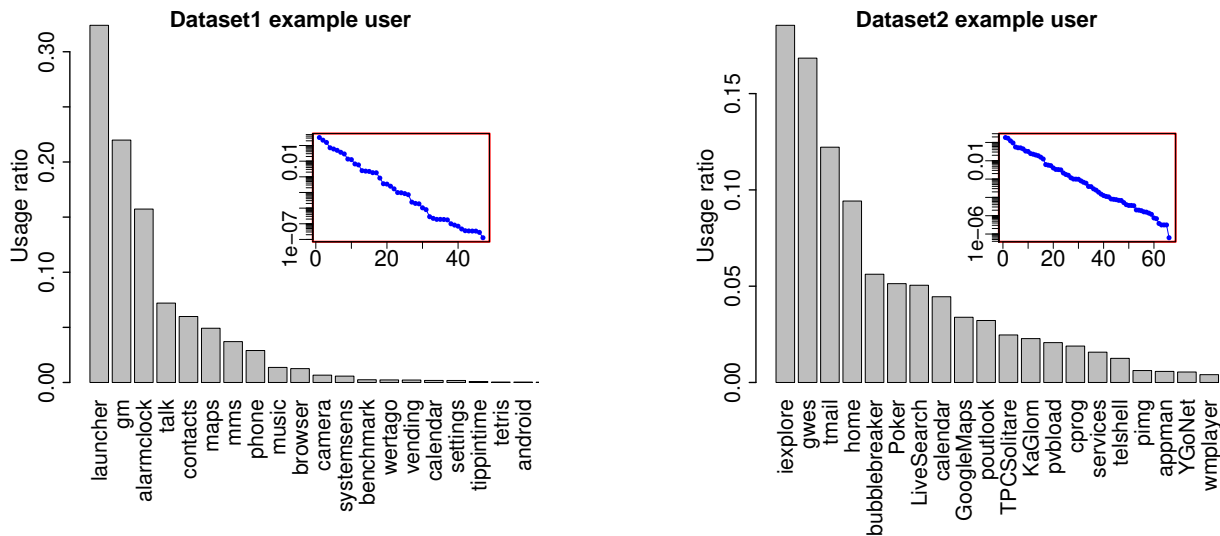 Dataset1 example user
Usage ratio
0.30
0.20
0.10
0.00
0.01
1e-07
0 20 40
launcher
gm
alarmclock
talk
contacts
maps
mms
phone
music
browser
camera
systemsens
benchmark
wertago
vending
calendar
settings
tippintime
tetris
android
Dataset2 example user
Usage ratio
0.15
0.10
0.05
0.00
0.01
1e-06
0 20 40 60
iexplore
gwes
tmail
home
bubblebreaker
Poker
LiveSearch
calendar
GoogleMaps
poutlook
TPCSolitare
KaGlom
pvbload
cprog
services
telshell
pimg
appman
YGoNet
wmplayer